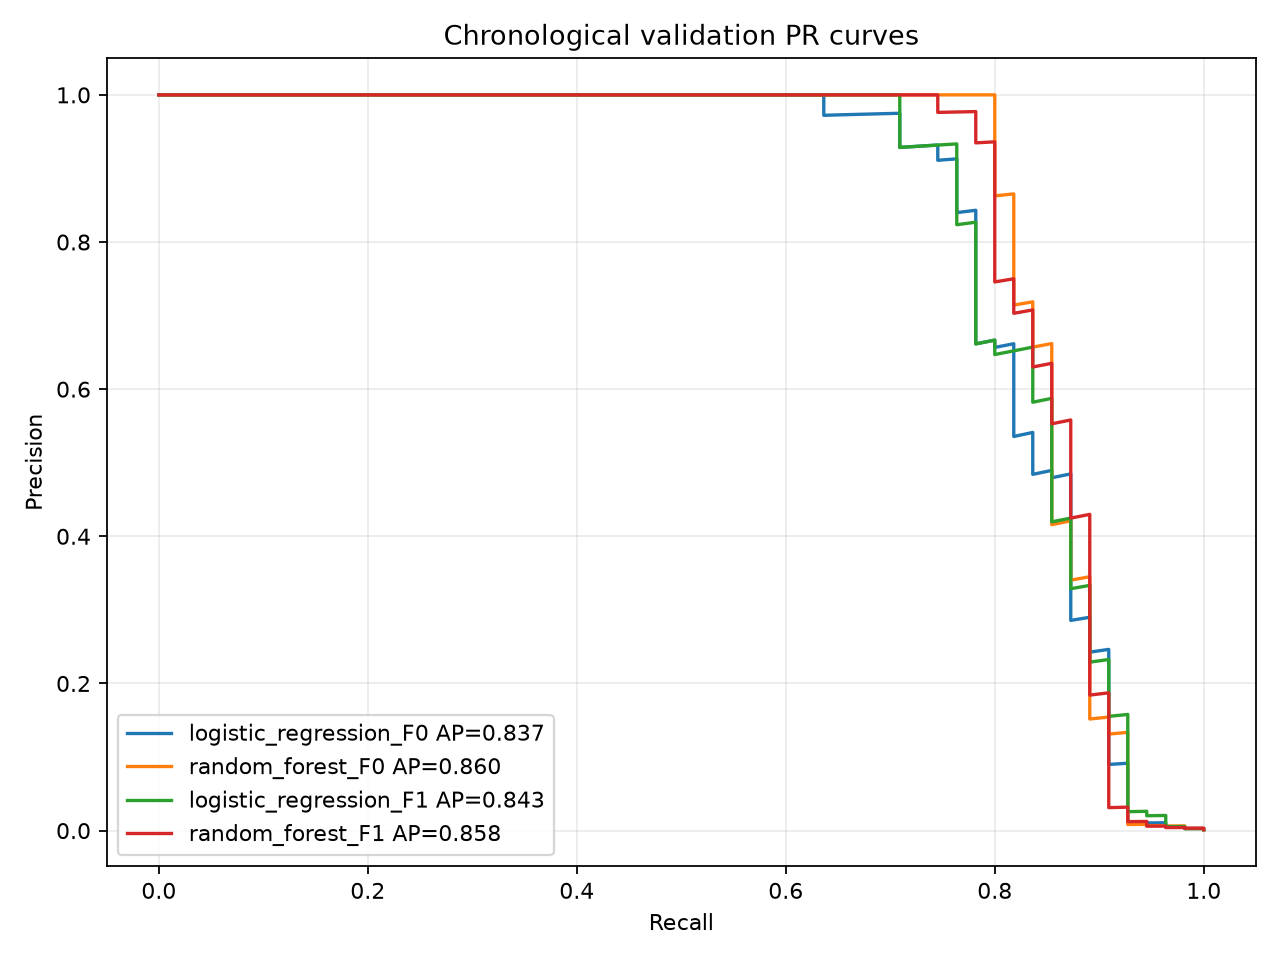 Chronological validation PR curves
1.0
0.8
0.6
0.4
0.2
0.0
Precision
logistic_regression_F0 AP=0.837
random_forest_F0 AP=0.860
logistic_regression_F1 AP=0.843
random_forest_F1 AP=0.858
0.0 0.2 0.4 0.6 0.8 1.0
Recall